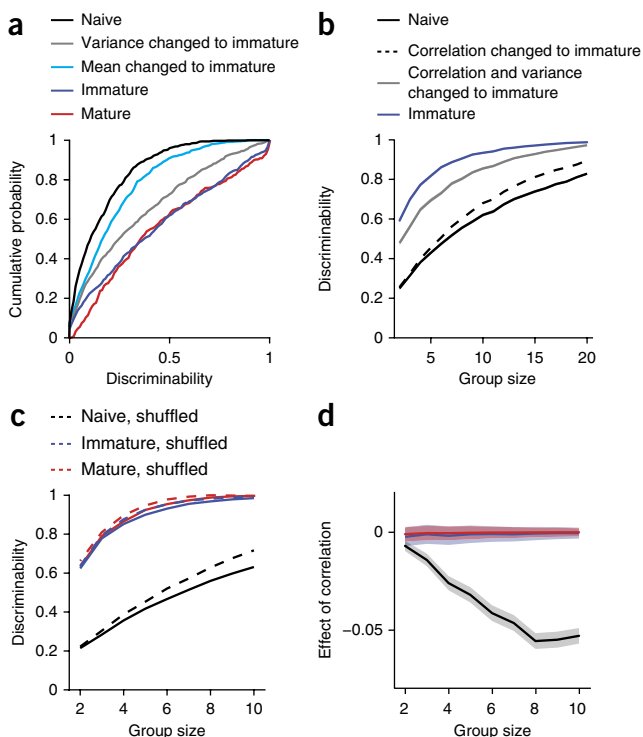 a
Naive
Variance changed to immature
Mean changed to immature
Immature
Mature
1
0.8
0.6
0.4
0.2
0
Cumulative probability
0
0.5
1
Discriminability
b
Naive
Correlation changed to immature
Correlation and variance
changed to immature
Immature
1
0.8
0.6
0.4
0.2
0
Discriminability
5
10
15
20
Group size
c
Naive, shuffled
Immature, shuffled
Mature, shuffled
1
0.8
0.6
0.4
0.2
0
Discriminability
2
4
6
8
10
Group size
d
0
−0.05
Effect of correlation
2
4
6
8
10
Group size